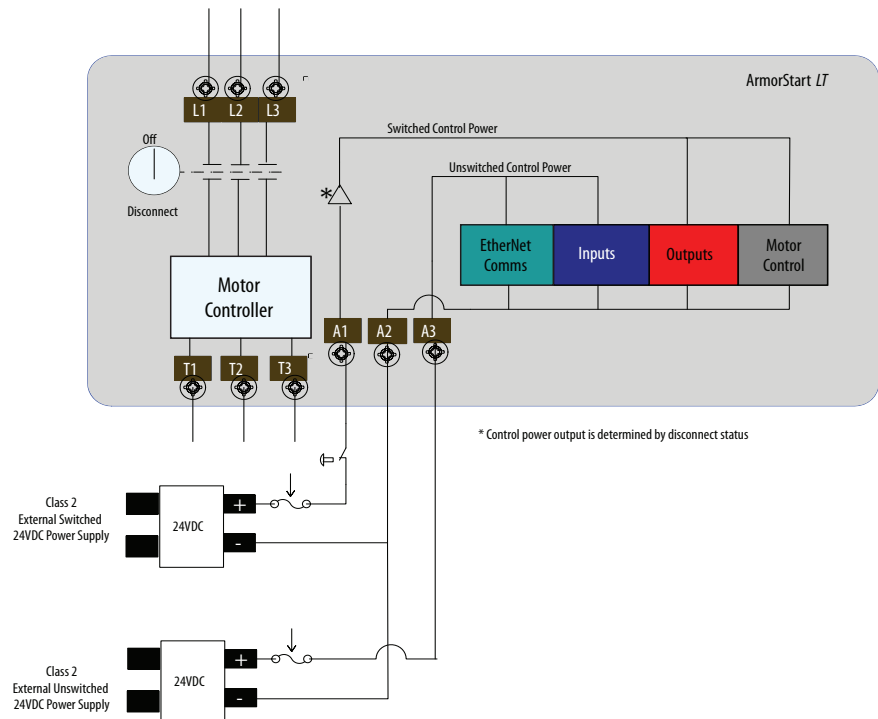 ArmorStart LT
L1 L2 L3
Switched Control Power
Off
Unswitched Control Power
*
Disconnect
EtherNet
Comms
Inputs
Outputs
Motor
Control
Motor
Controller
A1 A2 A3
T1 T2 T3
* Control power output is determined by disconnect status
Class 2
External Switched
24VDC Power Supply
24VDC
+
-
Class 2
External Unswitched
24VDC Power Supply
24VDC
+
-